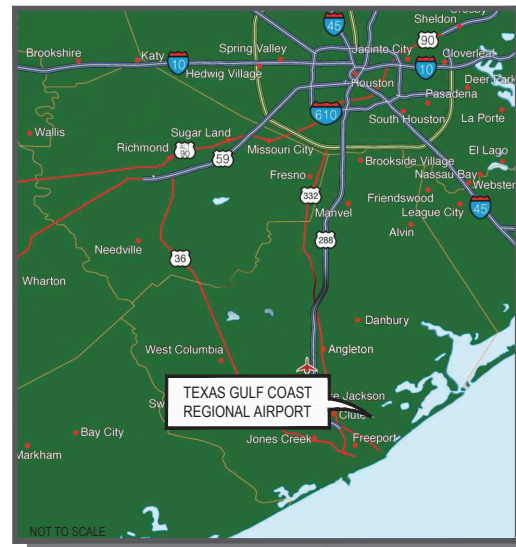 Sheldon
Crosby
45
90
Brookshire
Katy
Spring Valley
Jacinto City
Cloverleaf
10
Hedwig Village
Houston
10
Deer Park
Pasadena
610
South Houston
La Porte
Wallis
Sugar Land
90
Richmond
59
Missouri City
El Lago
Brookside Village
Nassau Bay
Fresno
Webster
332
Friendswood
Manvel
League City
45
Alvin
288
Needville
36
Wharton
Danbury
West Columbia
Angleton
TEXAS GULF COAST
REGIONAL AIRPORT
Jackson
Clute
Bay City
Jones Creek
Freeport
Markham
NOT TO SCALE